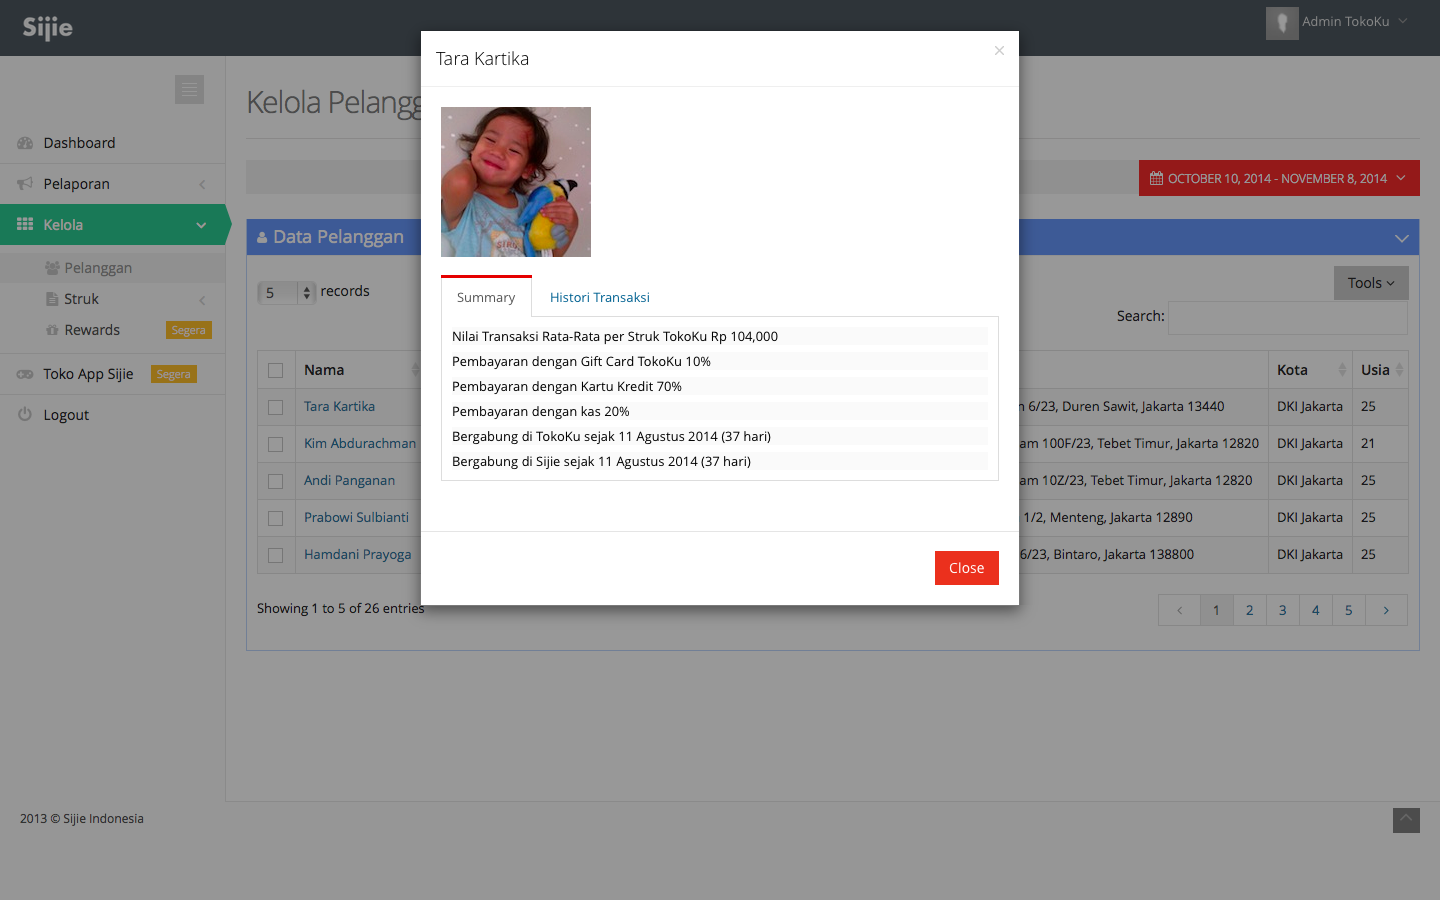 Sijie
Admin TokoKu
Tara Kartika
×
Kelola Pelangg
Dashboard
Pelaporan
Kelola
Pelanggan
Struk
Rewards Segera
Toko App Sijie Segera
Logout
OCTOBER 10, 2014 - NOVEMBER 8, 2014
Data Pelanggan
5 records
Tools
Search:
Summary
Histori Transaksi
Nilai Transaksi Rata-Rata per Struk TokoKu Rp 104,000
Pembayaran dengan Gift Card TokoKu 10%
Pembayaran dengan Kartu Kredit 70%
Pembayaran dengan kas 20%
Bergabung di TokoKu sejak 11 Agustus 2014 (37 hari)
Bergabung di Sijie sejak 11 Agustus 2014 (37 hari)
Close
Nama Kota Usia
Tara Kartika 6/23, Duren Sawit, Jakarta 13440 DKI Jakarta 25
Kim Abdurachman am 100F/23, Tebet Timur, Jakarta 12820 DKI Jakarta 21
Andi Panganan am 10Z/23, Tebet Timur, Jakarta 12820 DKI Jakarta 25
Prabowi Sulbianti 1/2, Menteng, Jakarta 12890 DKI Jakarta 25
Hamdani Prayoga 6/23, Bintaro, Jakarta 138800 DKI Jakarta 25
Showing 1 to 5 of 26 entries
1 2 3 4 5
2013 © Sijie Indonesia